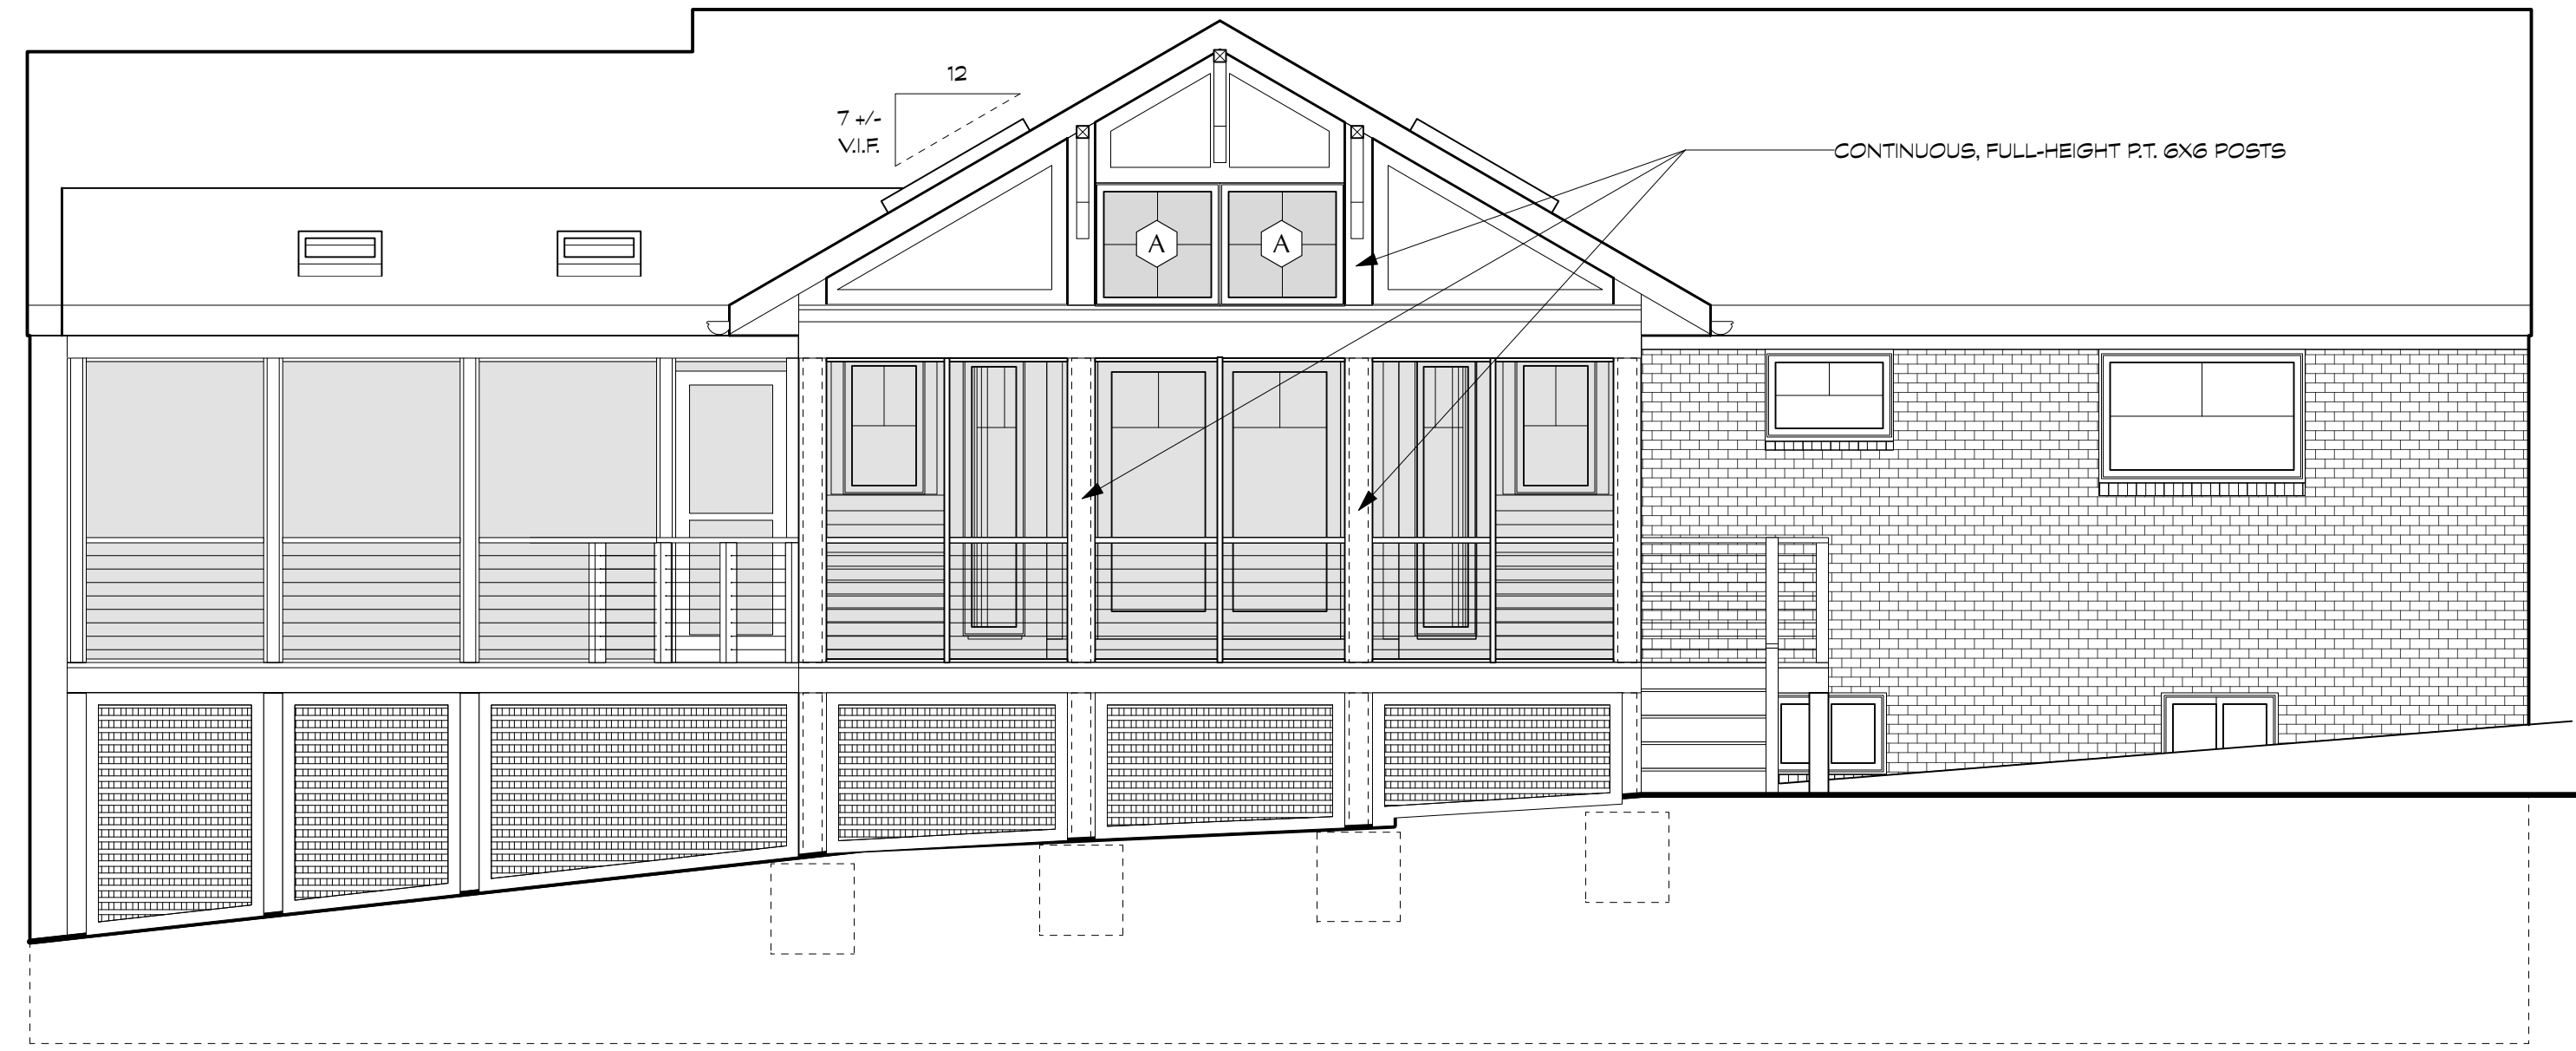 12
7 +/-
V.I.F.
CONTINUOUS, FULL-HEIGHT P.T. 6X6 POSTS
A
A